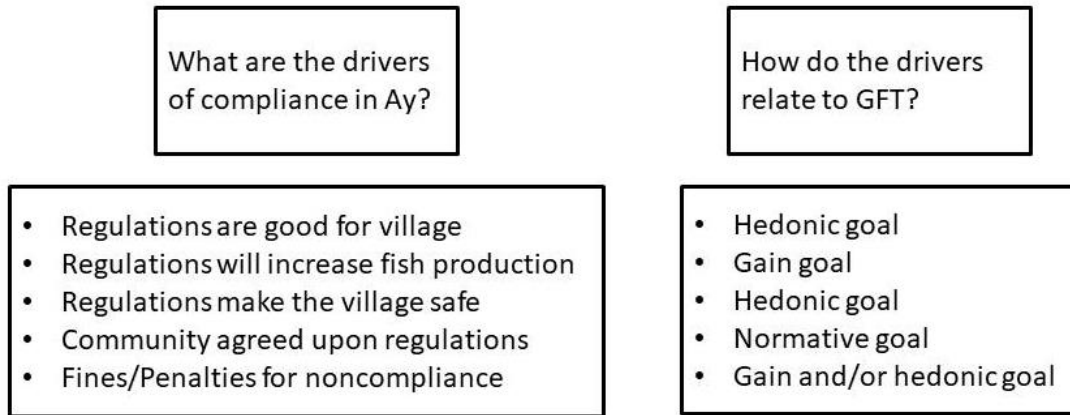 What are the drivers
of compliance in Ay?
How do the drivers
relate to GFT?
• Regulations are good for village
• Regulations will increase fish production
• Regulations make the village safe
• Community agreed upon regulations
• Fines/Penalties for noncompliance
• Hedonic goal
• Gain goal
• Hedonic goal
• Normative goal
• Gain and/or hedonic goal